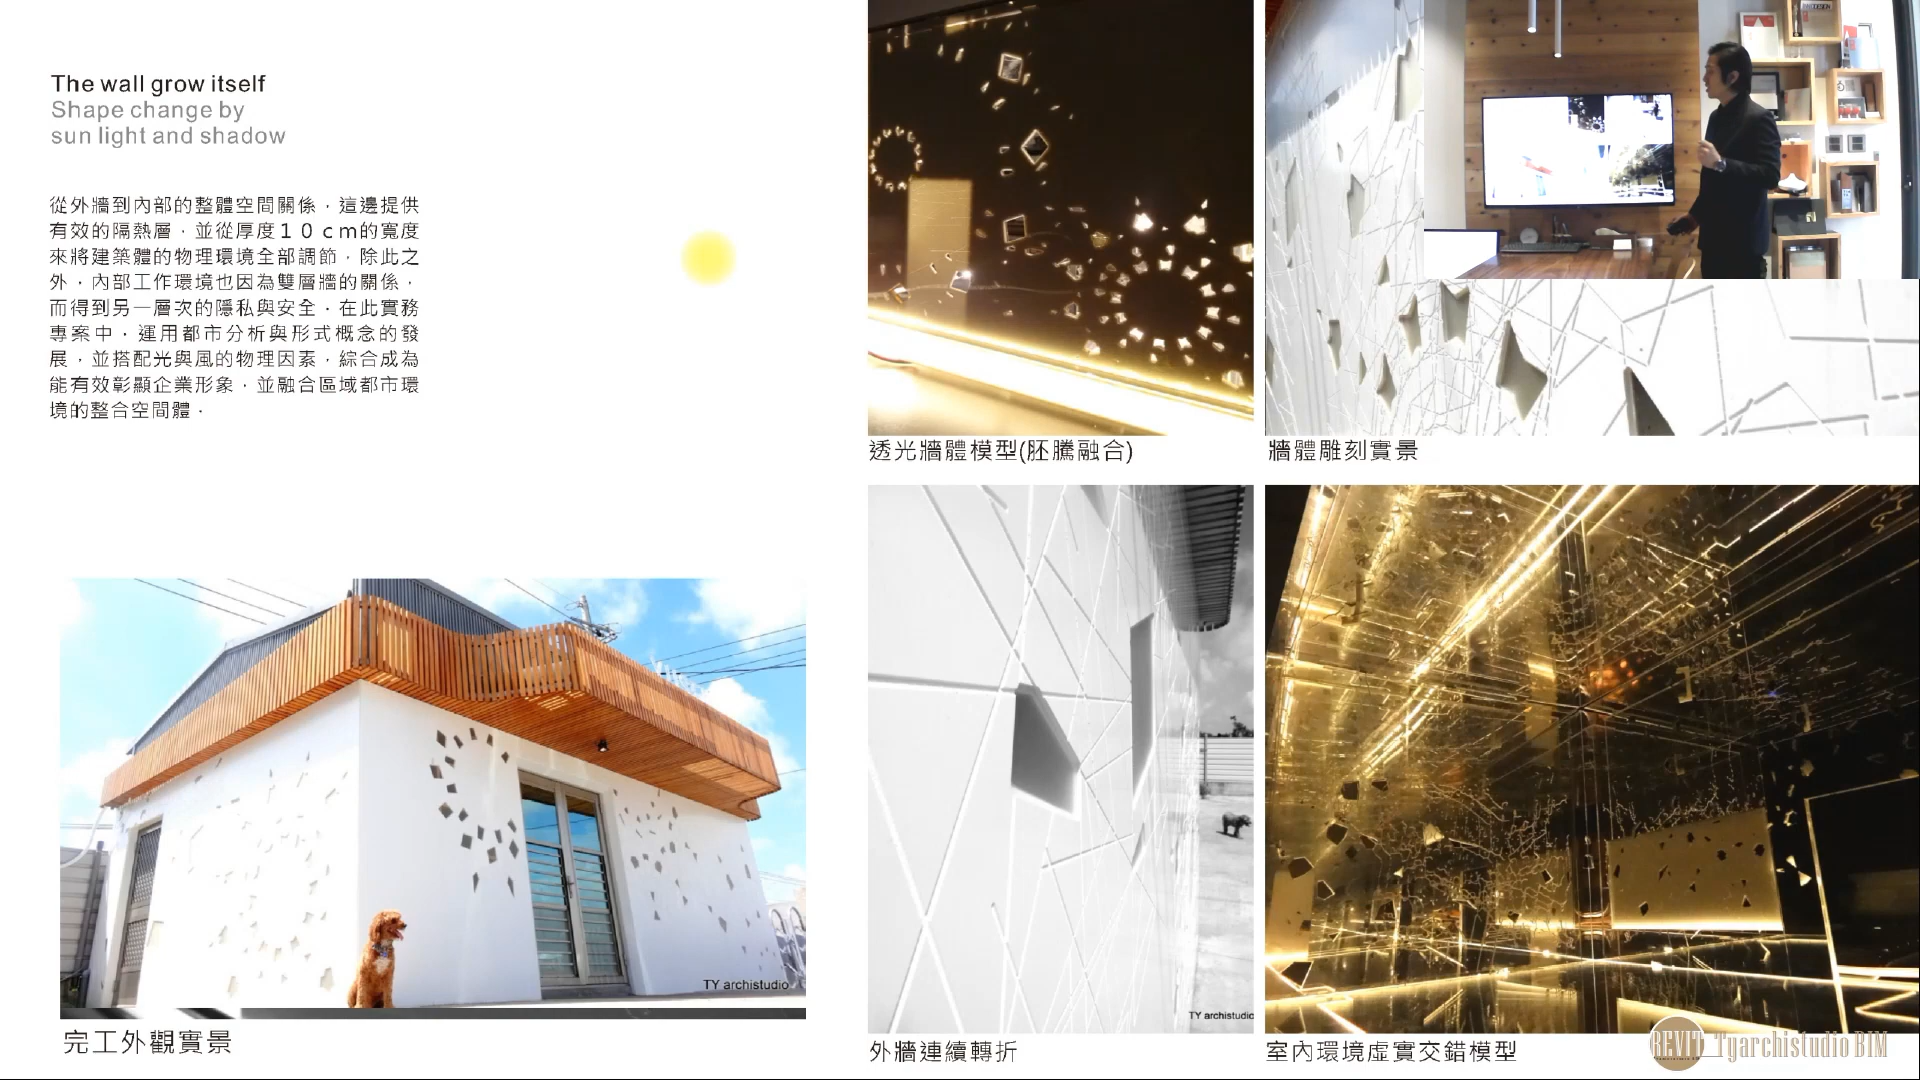 The wall grow itself
Shape change by
sun light and shadow
從外牆到內部的整體空間關係．這邊提供
有效的隔熱層．並從厚度１０ｃｍ的寬度
來將建築體的物理環境全部調節．除此之
外．內部工作環境也因為雙層牆的關係．
而得到另一層次的隱私與安全．在此實務
專案中．運用都市分析與形式概念的發
展．並搭配光與風的物理因素．綜合成為
能有效彰顯企業形象．並融合區域都市環
境的整合空間體．
透光牆體模型(胚騰融合)
牆體雕刻實景
TY archistudio
完工外觀實景
TY archistudio
外牆連續轉折
室內環境虛實交錯模型
REVIT Tyarchistudio BIM